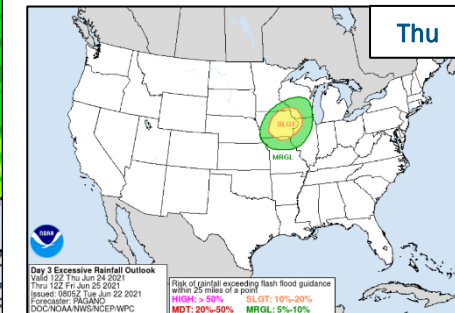 Thu
SLGT
MRGL
NOAA
Day 3 Excessive Rainfall Outlook
Valid 12Z Thu Jun 24 2021
Thru 12Z Fri Jun 25 2021
Issued: 0805Z Tue Jun 22 2021
Forecaster: PAGANO
DOC/NOAA/NWS/NCEP/WPC
Risk of rainfall exceeding flash flood guidance
within 25 miles of a point
HIGH: > 50% SLGT: 10%-20%
MDT: 20%-50% MRGL: 5%-10%